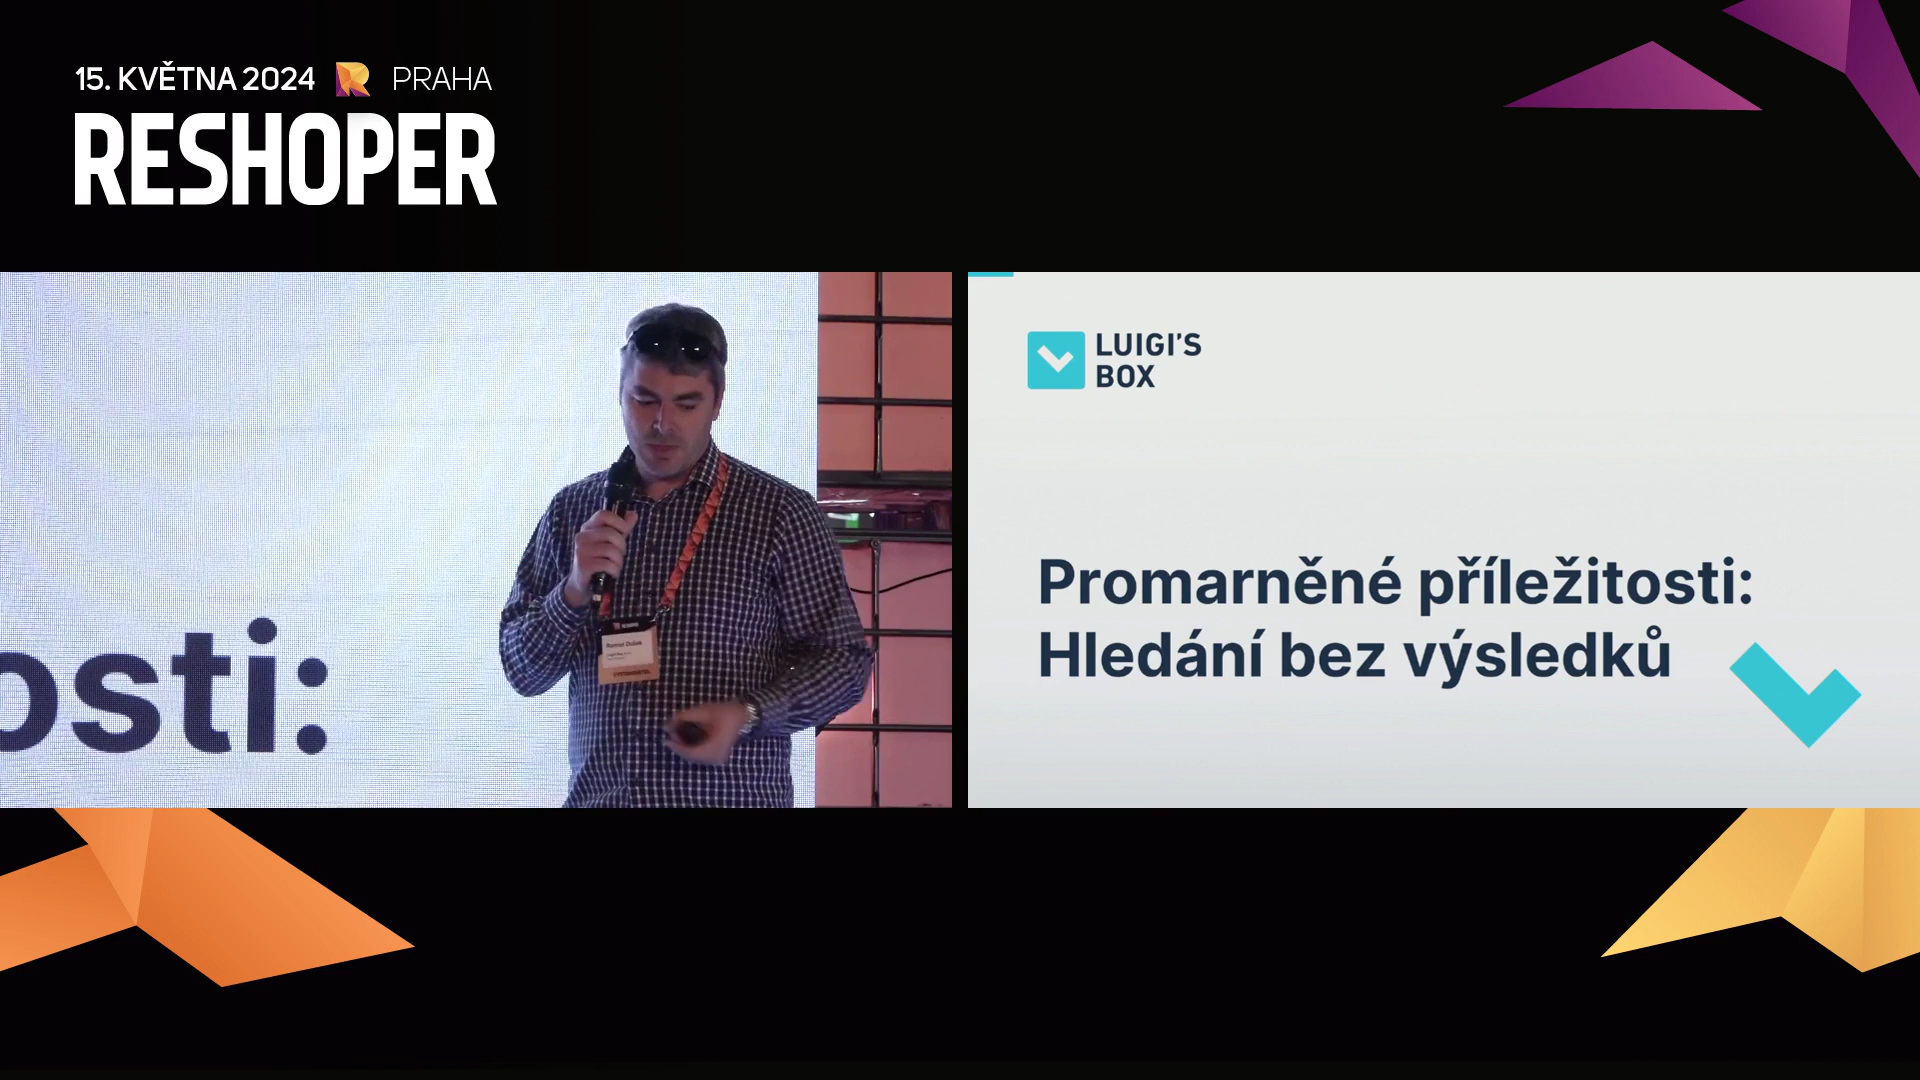 15. KVĚTNA 2024 PRAHA
RESHOPER
osti:
LUIGI'S
BOX
Promarněné příležitosti:
Hledání bez výsledků